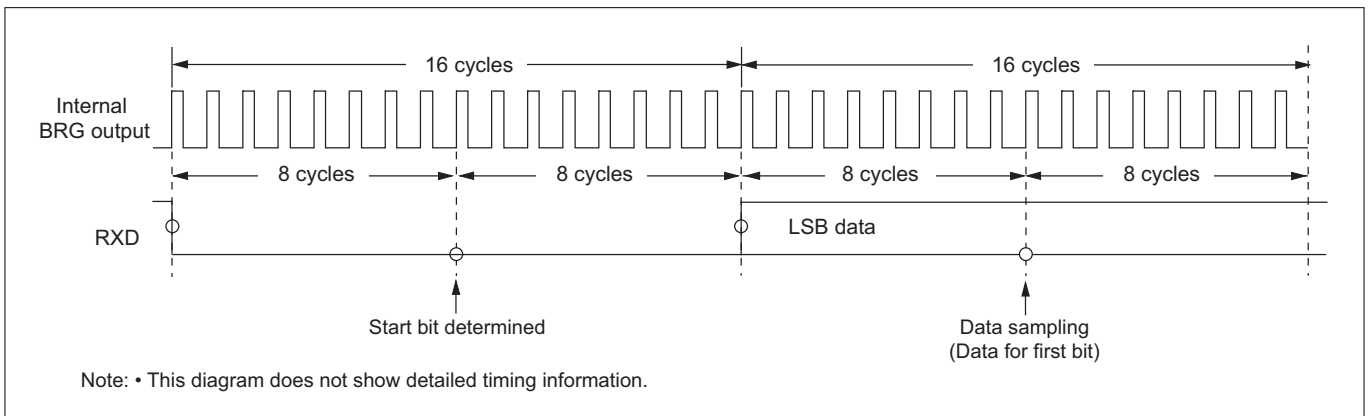 16 cycles
16 cycles
Internal
BRG output
8 cycles
8 cycles
8 cycles
8 cycles
RXD
LSB data
Start bit determined
Data sampling
(Data for first bit)
Note: • This diagram does not show detailed timing information.